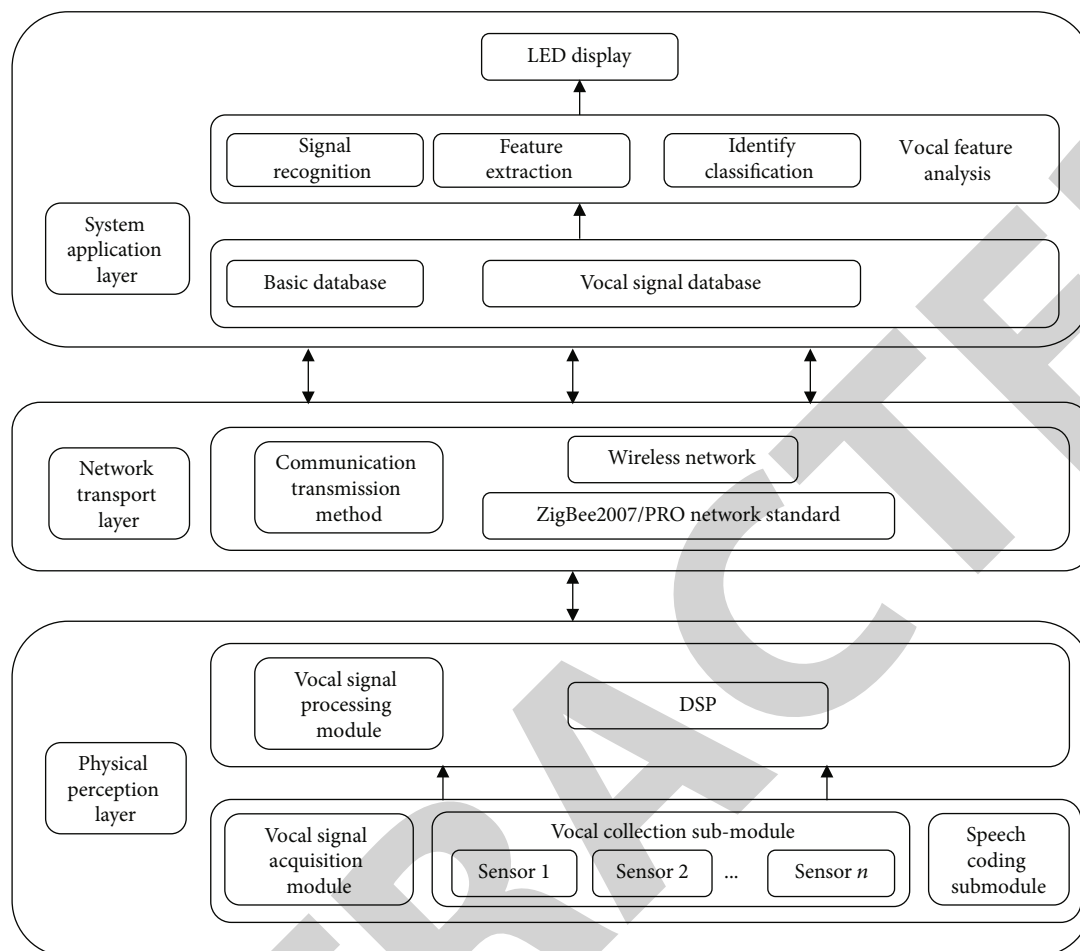 LED display
Signal
recognition
Feature
extraction
Identify
classification
Vocal feature
analysis
System
application
layer
Basic database
Vocal signal database
Network
transport
layer
Communication
transmission
method
Wireless network
ZigBee2007/PRO network standard
Physical
perception
layer
Vocal signal
processing
module
DSP
Vocal signal
acquisition
module
Vocal collection sub-module
Sensor 1
Sensor 2
...
Sensor n
Speech
coding
submodule